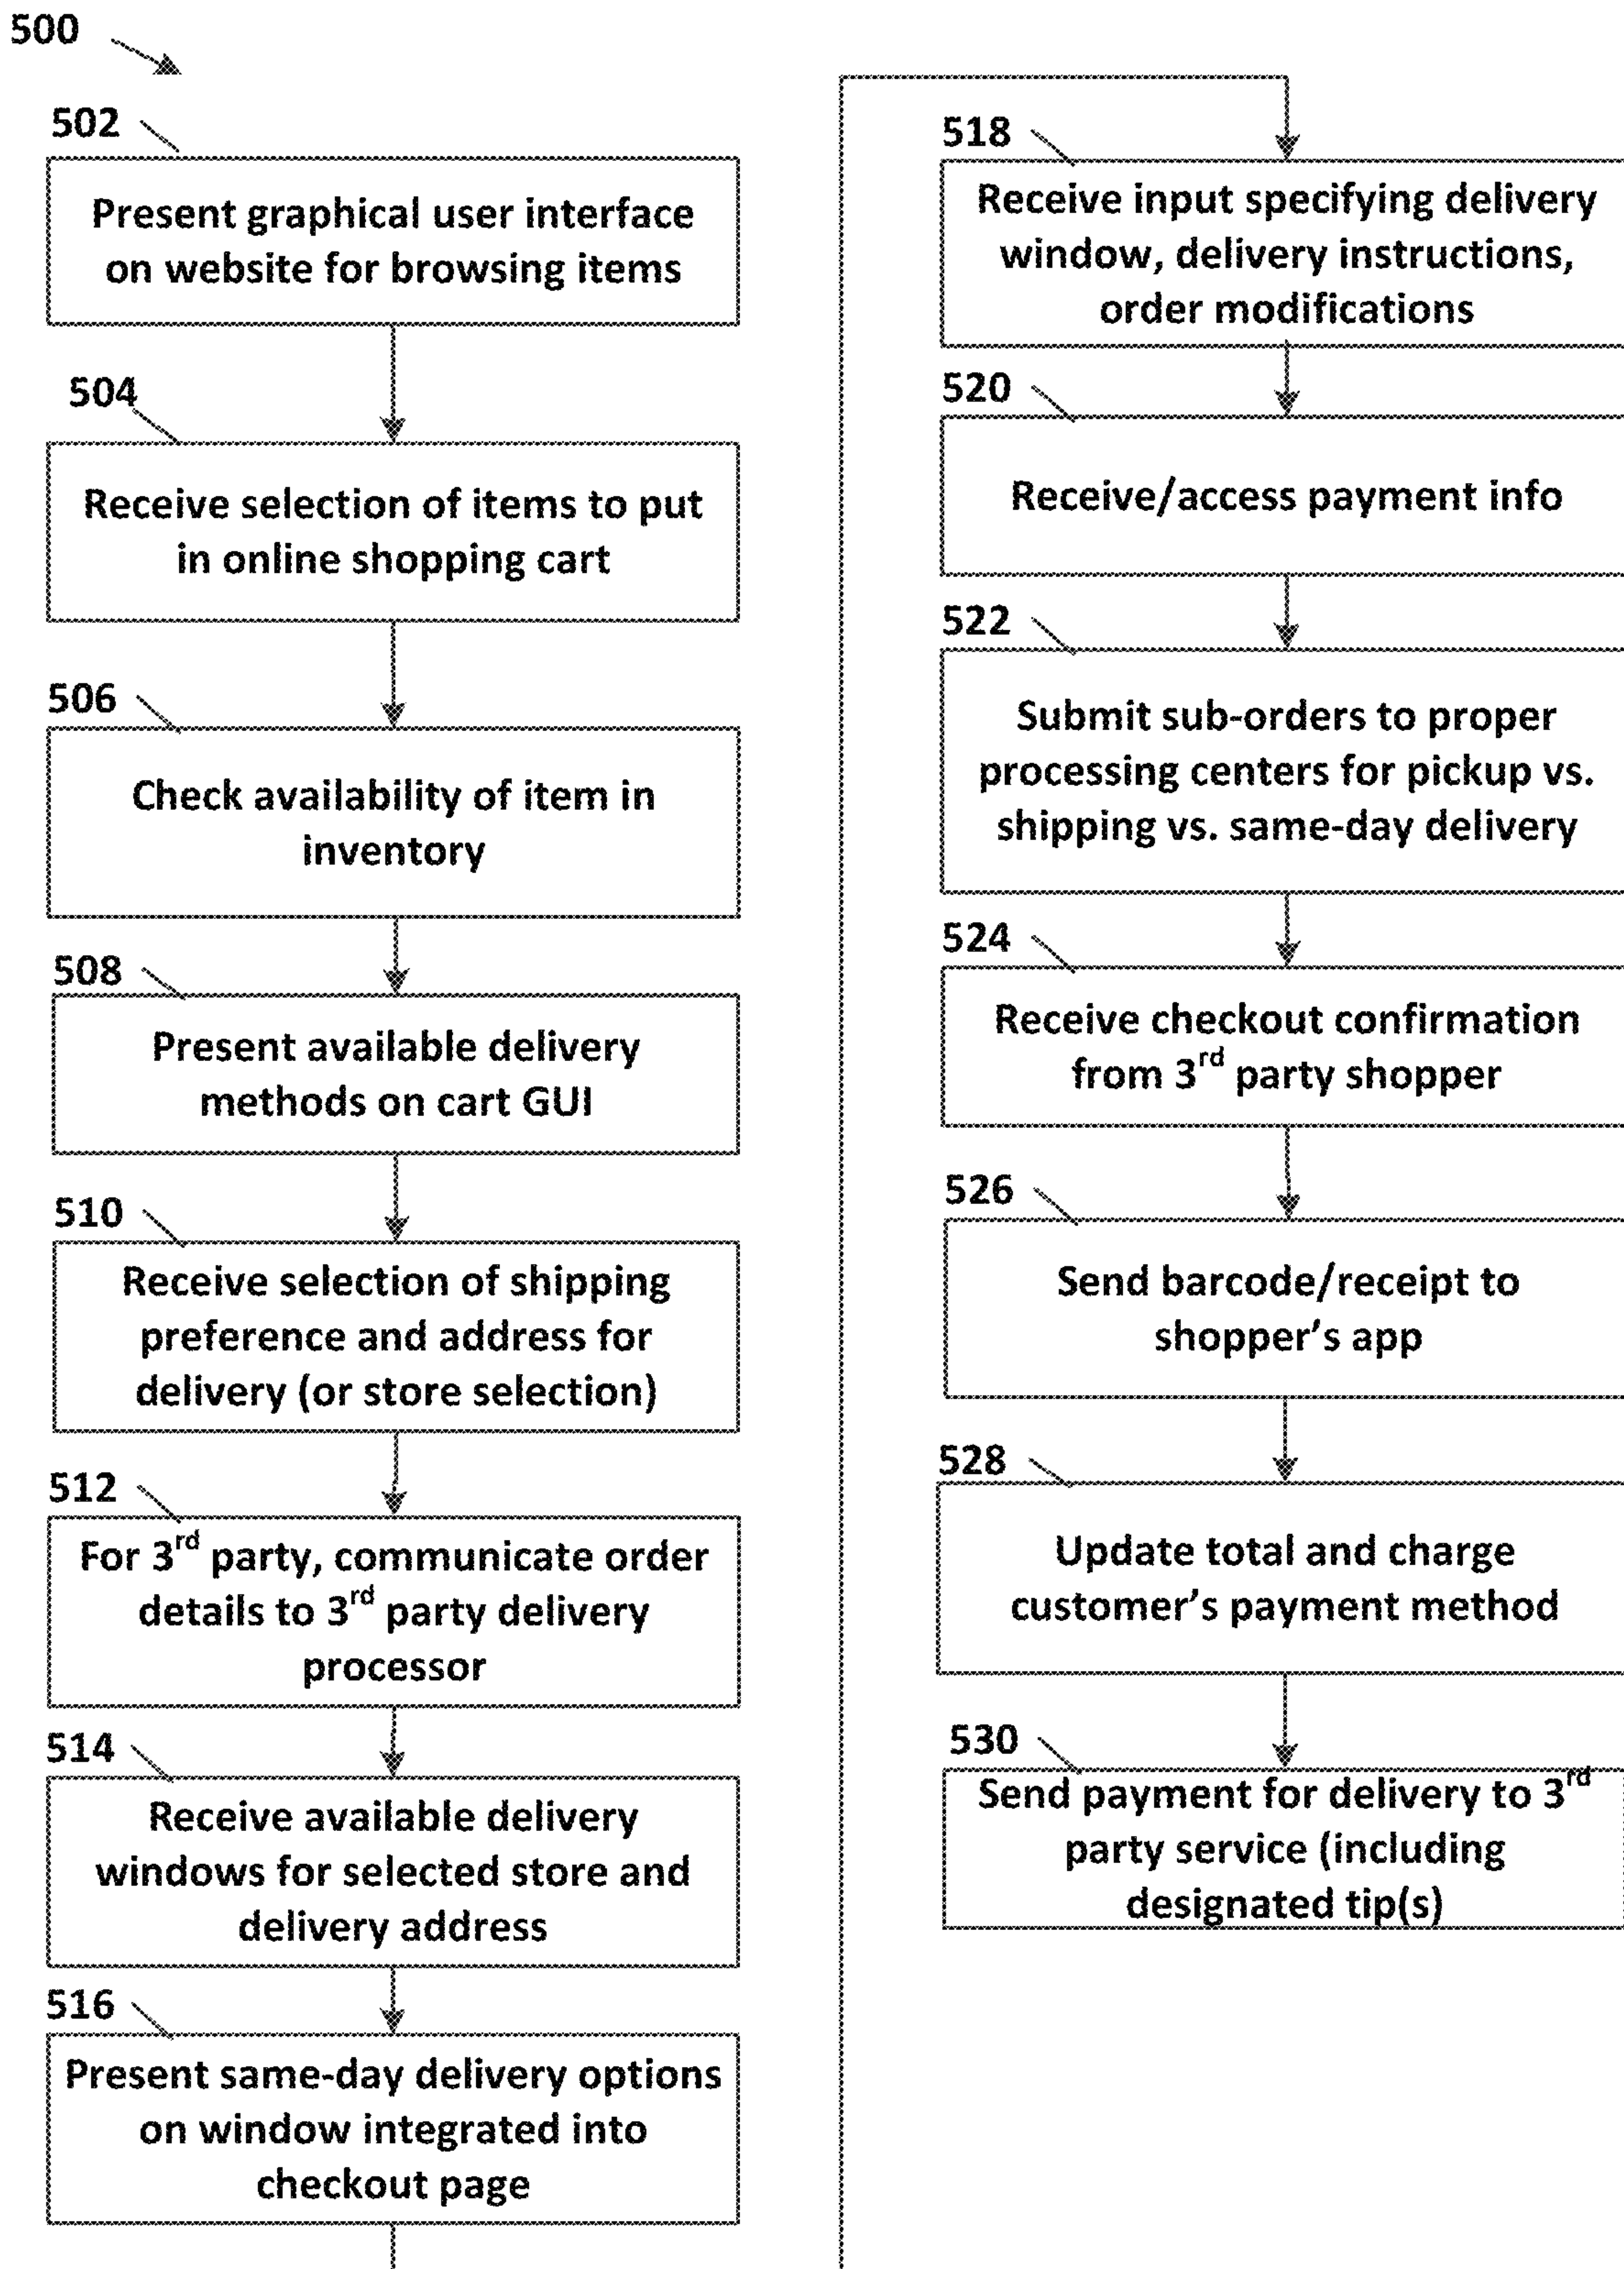 500
502
Present graphical user interface
on website for browsing items
504
Receive selection of items to put
in online shopping cart
506
Check availability of item in
inventory
508
Present available delivery
methods on cart GUI
510
Receive selection of shipping
preference and address for
delivery (or store selection)
512
For 3rd party, communicate order
details to 3rd party delivery
processor
514
Receive available delivery
windows for selected store and
delivery address
516
Present same-day delivery options
on window integrated into
checkout page
518
Receive input specifying delivery
window, delivery instructions,
order modifications
520
Receive/access payment info
522
Submit sub-orders to proper
processing centers for pickup vs.
shipping vs. same-day delivery
524
Receive checkout confirmation
from 3rd party shopper
526
Send barcode/receipt to
shopper’s app
528
Update total and charge
customer’s payment method
530
Send payment for delivery to 3rd
party service (including
designated tip(s)